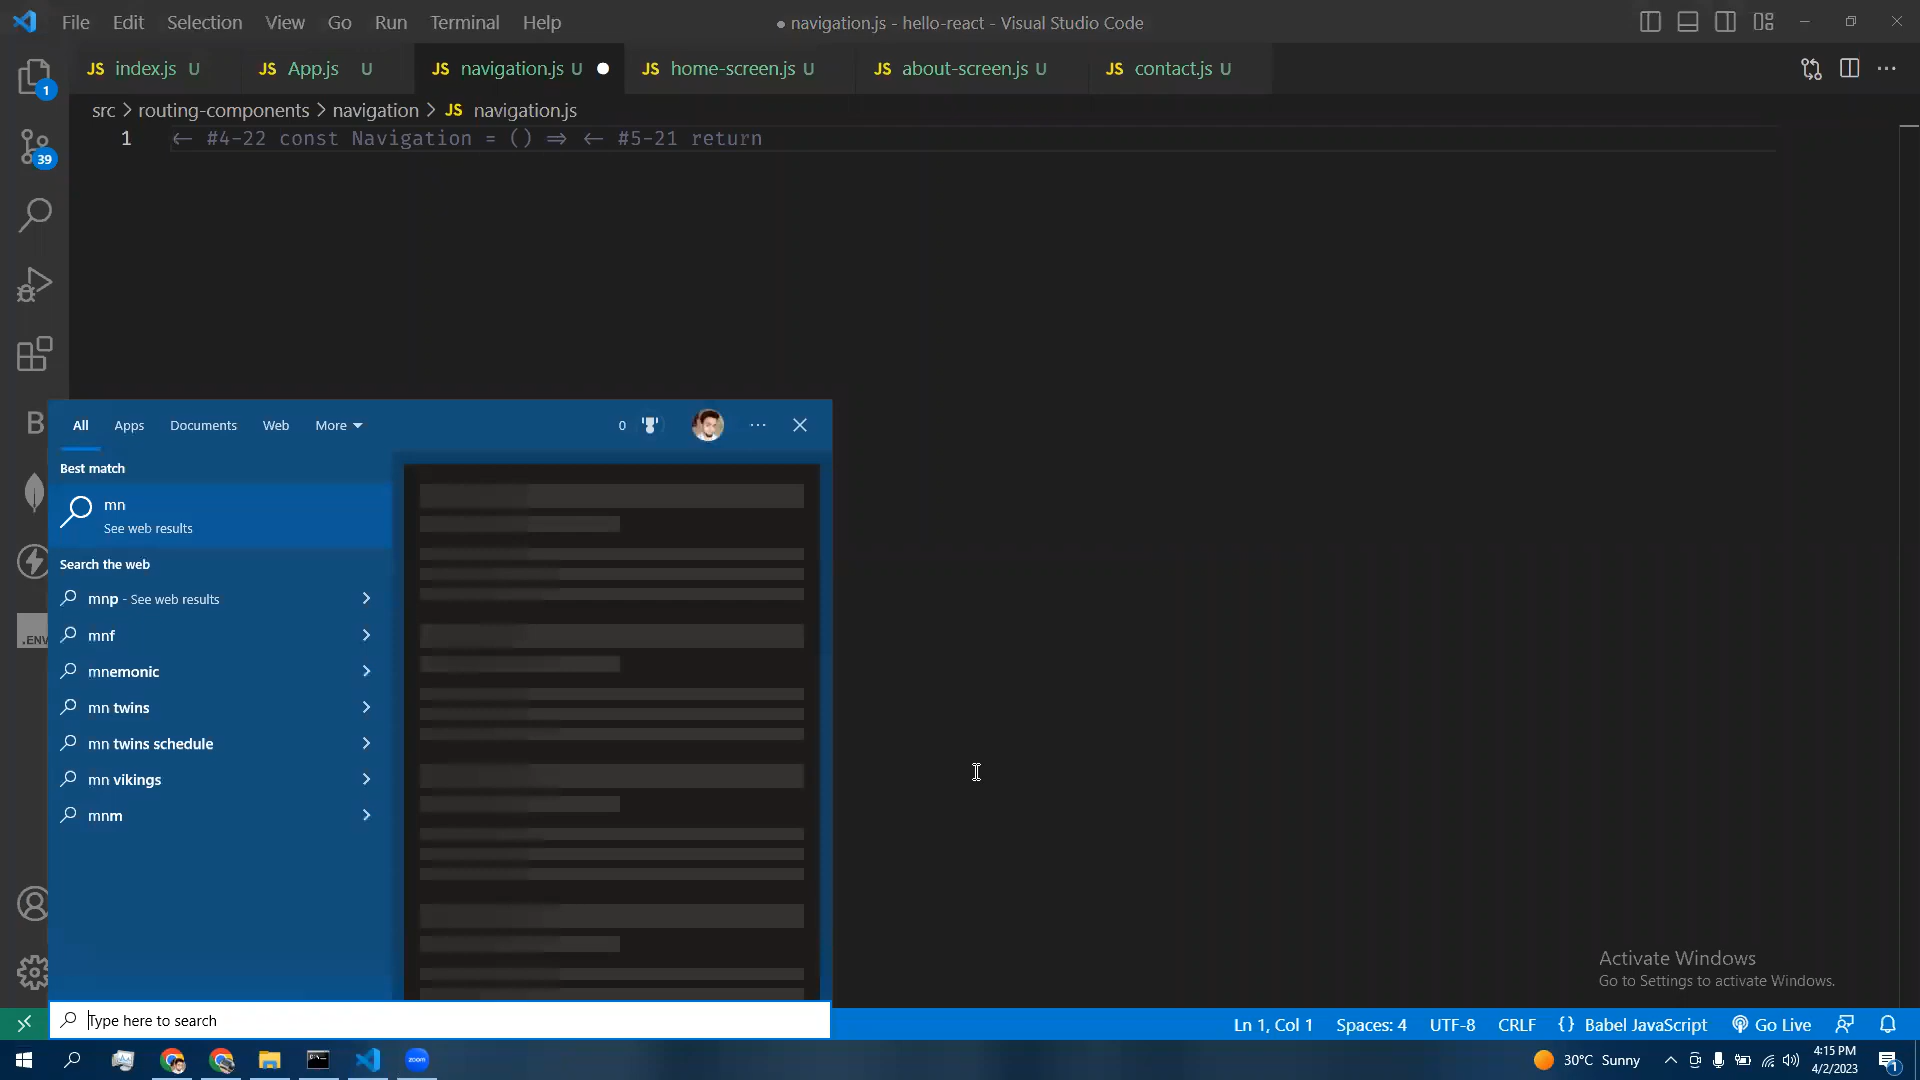 File Edit Selection View Go Run Terminal Help
● navigation.js - hello-react - Visual Studio Code
JS index.js U
JS App.js U
JS navigation.js U
JS home-screen.js U
JS about-screen.js U
JS contact.js U
1
src > routing-components > navigation > JS navigation.js
1 ← #4-22 const Navigation = () ⇒ ← #5-21 return
39
All Apps Documents Web More
0
Best match
mn
See web results
Search the web
mnp - See web results
mnf
mnemonic
mn twins
mn twins schedule
mn vikings
mnm
B
.ENV
Activate Windows
Go to Settings to activate Windows.
Type here to search
Ln 1, Col 1 Spaces: 4 UTF-8 CRLF {} Babel JavaScript Go Live
zoom
30°C Sunny
4:15 PM
4/2/2023
1